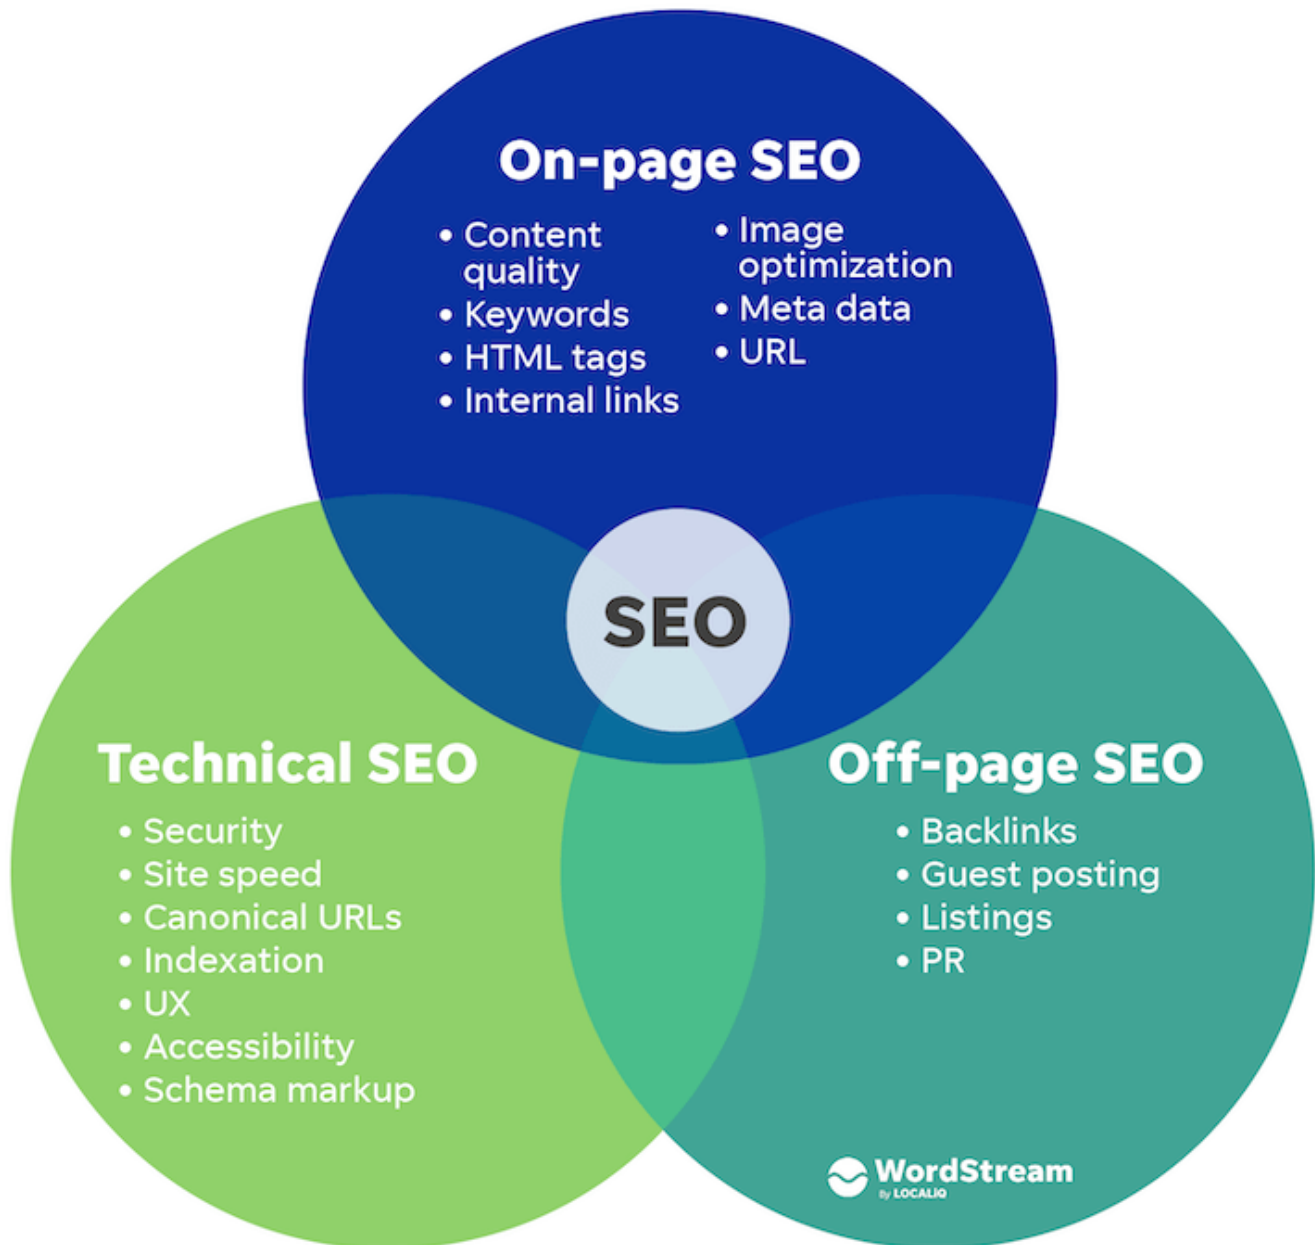 On-page SEO
• Content
quality
• Keywords
• HTML tags
• Internal links
• Image
optimization
• Meta data
• URL
SEO
Technical SEO
• Security
• Site speed
• Canonical URLs
• Indexation
• UX
• Accessibility
• Schema markup
Off-page SEO
• Backlinks
• Guest posting
• Listings
• PR
WordStream
By LOCALiQ